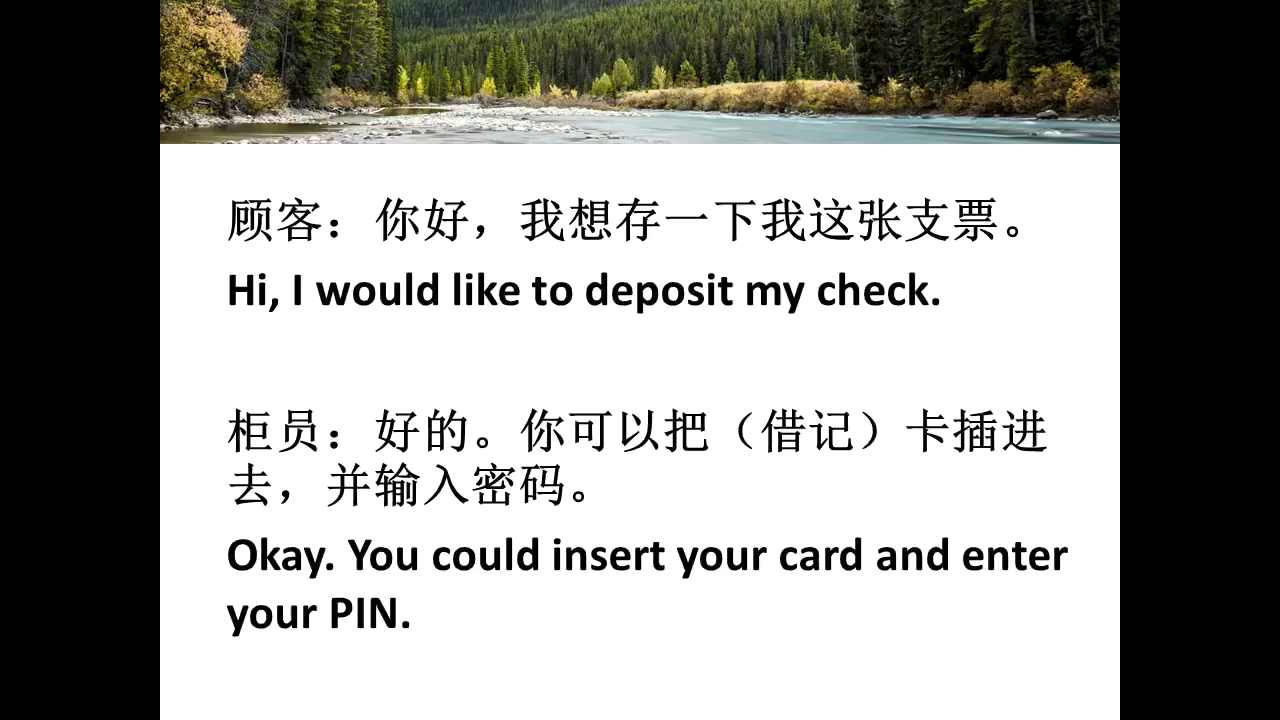 顾客：你好，我想存一下我这张支票。
Hi, I would like to deposit my check.
柜员：好的。你可以把（借记）卡插进
去，并输入密码。
Okay. You could insert your card and enter
your PIN.